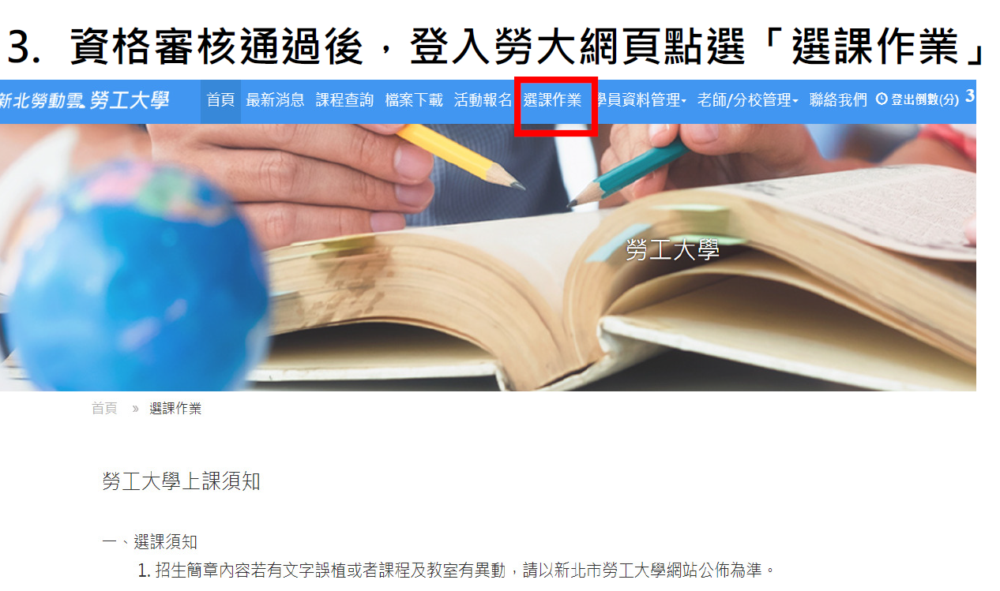 3. 資格審核通過後，登入勞大網頁點選「選課作業」
新北勞動雲 勞工大學 首頁 最新消息 課程查詢 檔案下載 活動報名 選課作業 學員資料管理 老師/分校管理 聯絡我們 登出倒數(分) 3
勞工大學
首頁 » 選課作業
勞工大學上課須知
一、選課須知
1. 招生簡章內容若有文字誤植或者課程及教室有異動，請以新北市勞工大學網站公佈為準。